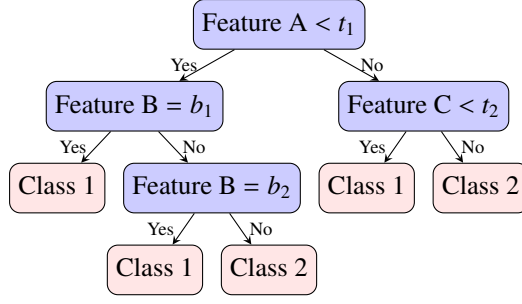 Feature A < t₁
Yes No
Feature B = b₁ Feature C < t₂
Yes No Yes No
Class 1 Feature B = b₂ Class 1 Class 2
Yes No
Class 1 Class 2